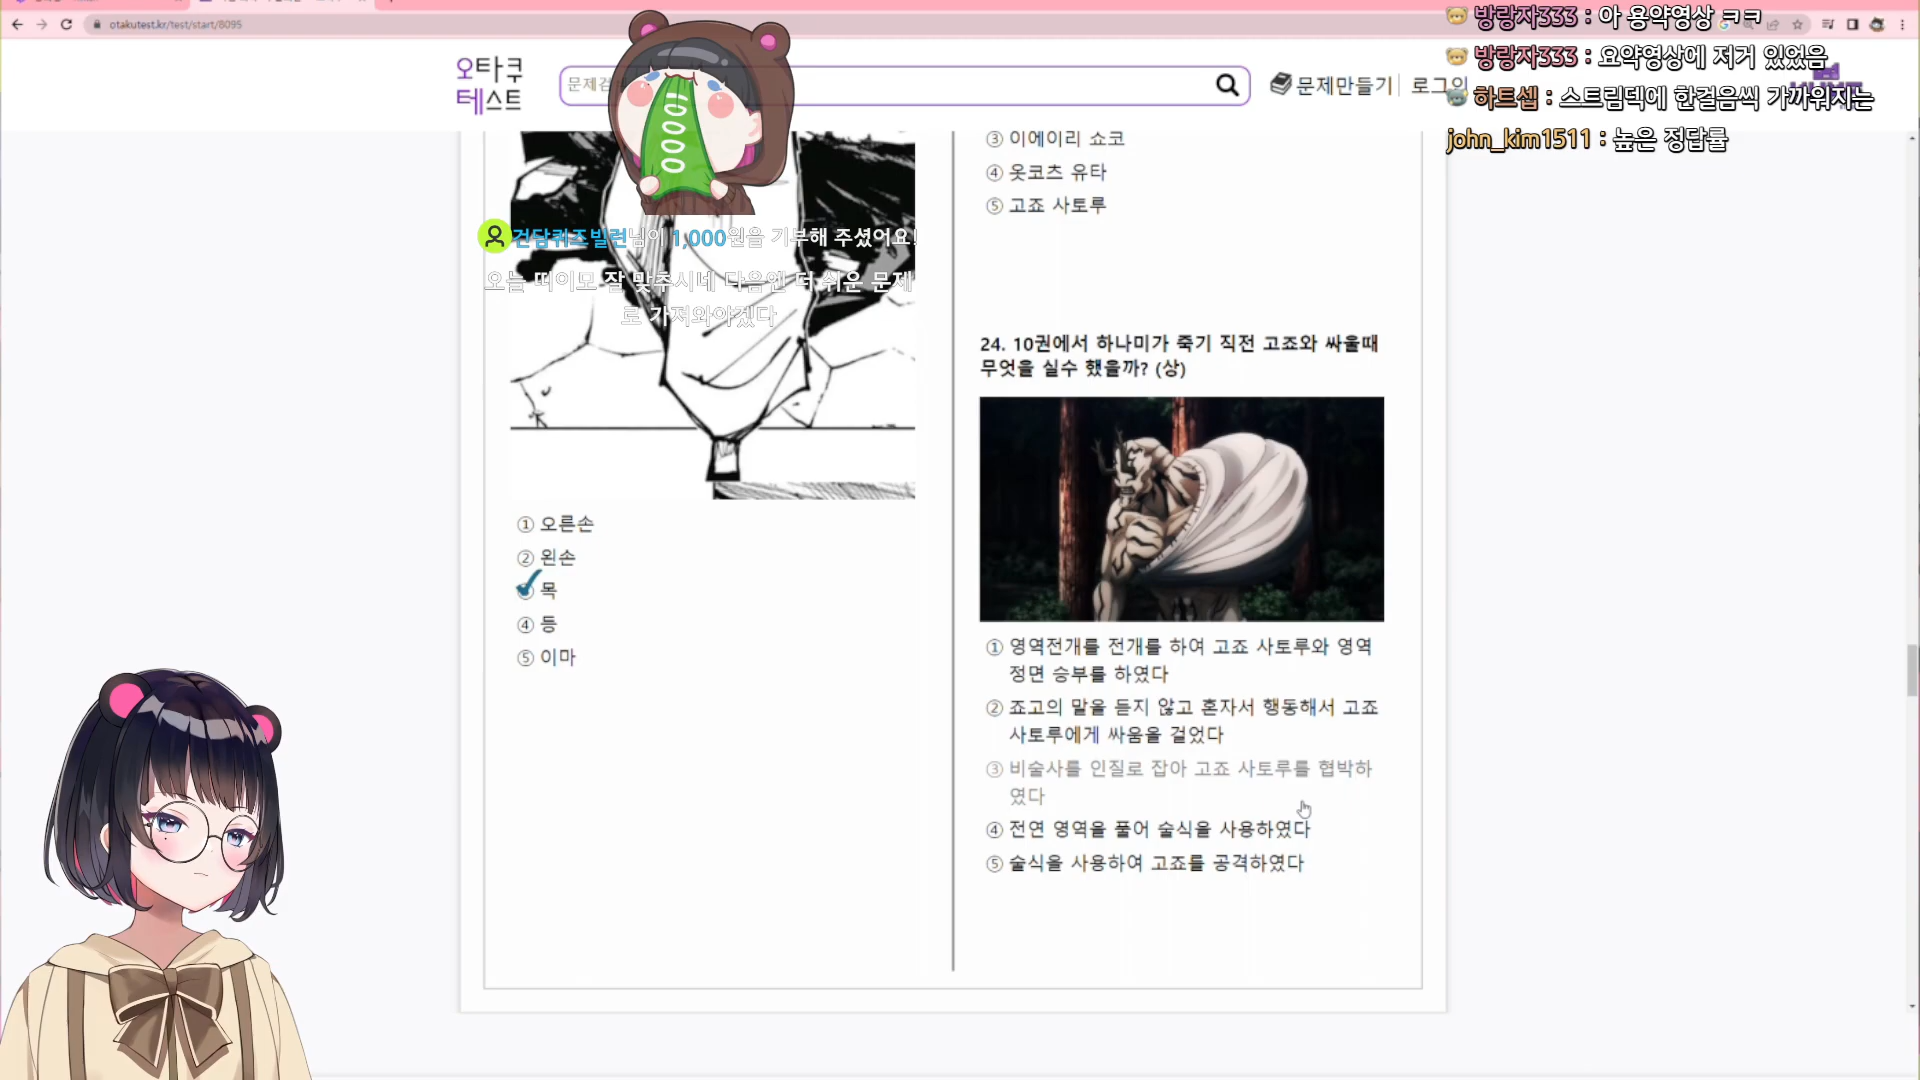 otakutest.kr/test/start/8095
오타쿠
테스트
문제검
문제만들기
로그인
방랑자333 : 아 용약영상 ㅋㅋ
방랑자333 : 요약영상에 저거 있었음
하트셉 : 스트림덱에 한걸음씩 가까워지는
john_kim1511 : 높은 정답률
10000
건담퀴즈빌런님이 1,000원을 기부해 주셨어요!
오늘 띠이모 잘 맞추시네 다음엔 더 쉬운 문제
로 가져와야겠다
① 오른손
② 왼손
목
④ 등
⑤ 이마
③ 이에이리 쇼코
④ 옷코츠 유타
⑤ 고죠 사토루
24. 10권에서 하나미가 죽기 직전 고죠와 싸울때
무엇을 실수 했을까? (상)
① 영역전개를 전개를 하여 고죠 사토루와 영역
정면 승부를 하였다
② 죠고의 말을 듣지 않고 혼자서 행동해서 고죠
사토루에게 싸움을 걸었다
③ 비술사를 인질로 잡아 고죠 사토루를 협박하
였다
④ 전연 영역을 풀어 술식을 사용하였다
⑤ 술식을 사용하여 고죠를 공격하였다